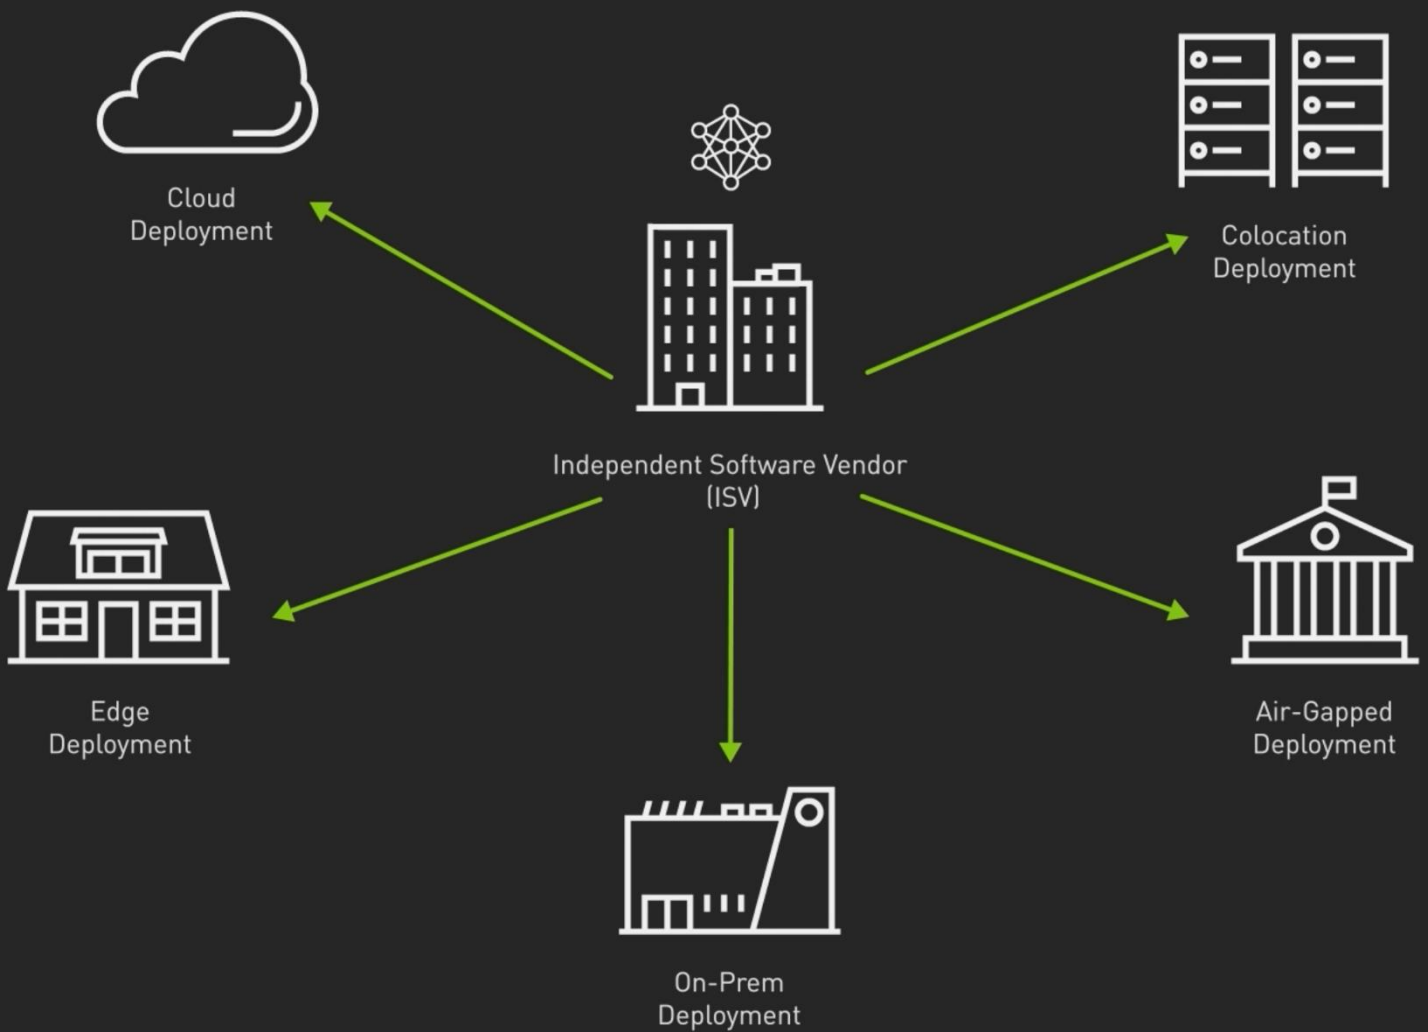 Cloud
Deployment
Colocation
Deployment
Independent Software Vendor
(ISV)
Edge
Deployment
Air-Gapped
Deployment
On-Prem
Deployment